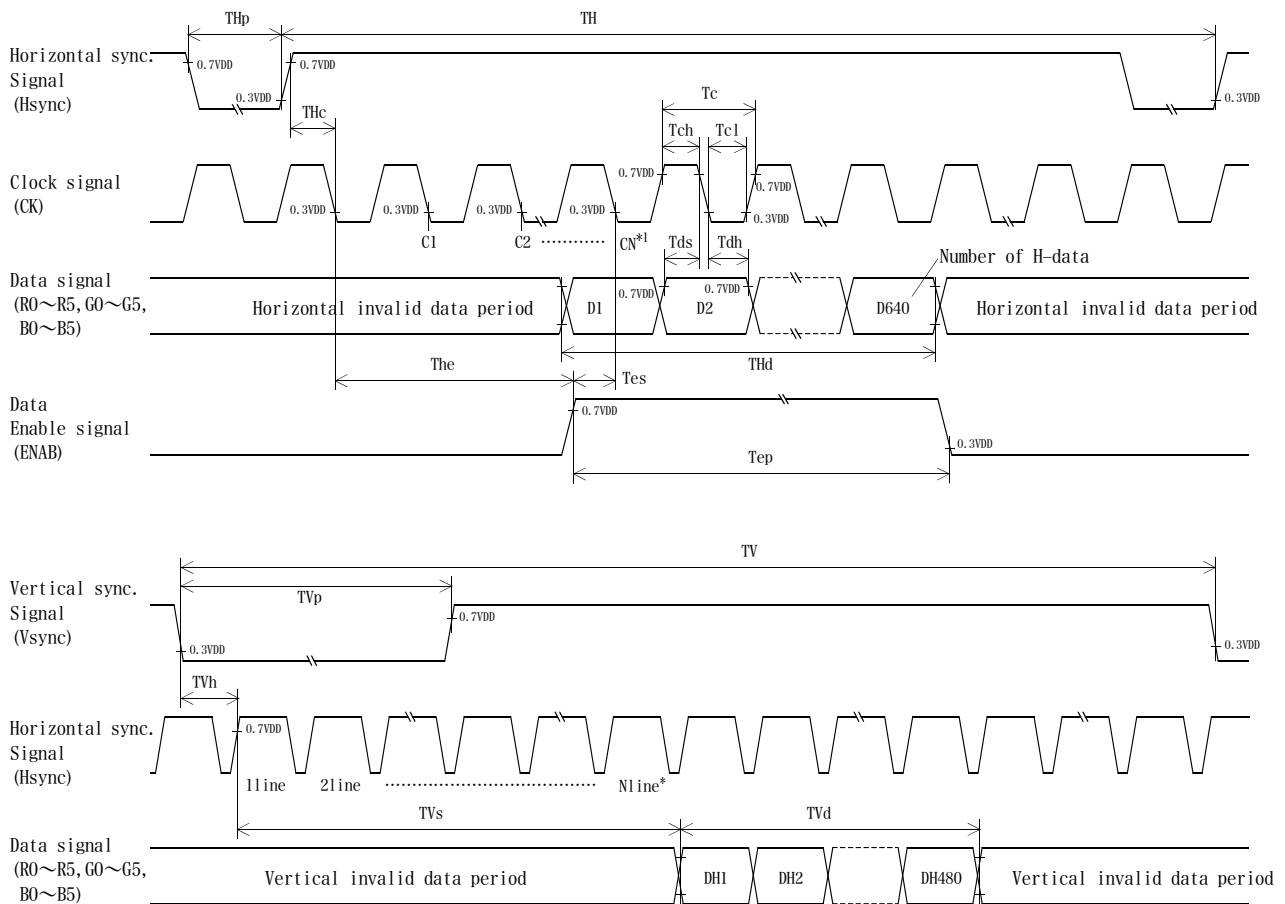 THp TH
Horizontal sync.
Signal
(Hsync)
0.7VDD 0.7VDD
0.3VDD 0.3VDD
THc Tc
Tch Tcl
Clock signal
(CK)
0.7VDD 0.7VDD
0.3VDD 0.3VDD 0.3VDD 0.3VDD 0.3VDD
C1 C2 ············ CN*1
Tds Tdh
Number of H-data
Data signal
(R0～R5,G0～G5,
B0～B5)
0.7VDD 0.7VDD
Horizontal invalid data period D1 D2 D640 Horizontal invalid data period
THd
The Tes
Data
Enable signal
(ENAB)
0.7VDD
0.3VDD
Tep
TV
Vertical sync.
Signal
(Vsync)
TVp
0.7VDD
0.3VDD 0.3VDD
TVh
Horizontal sync.
Signal
(Hsync)
0.7VDD
1line 2line ······································ Nline*
TVs TVd
Data signal
(R0～R5,G0～G5,
B0～B5)
Vertical invalid data period DH1 DH2 DH480 Vertical invalid data period